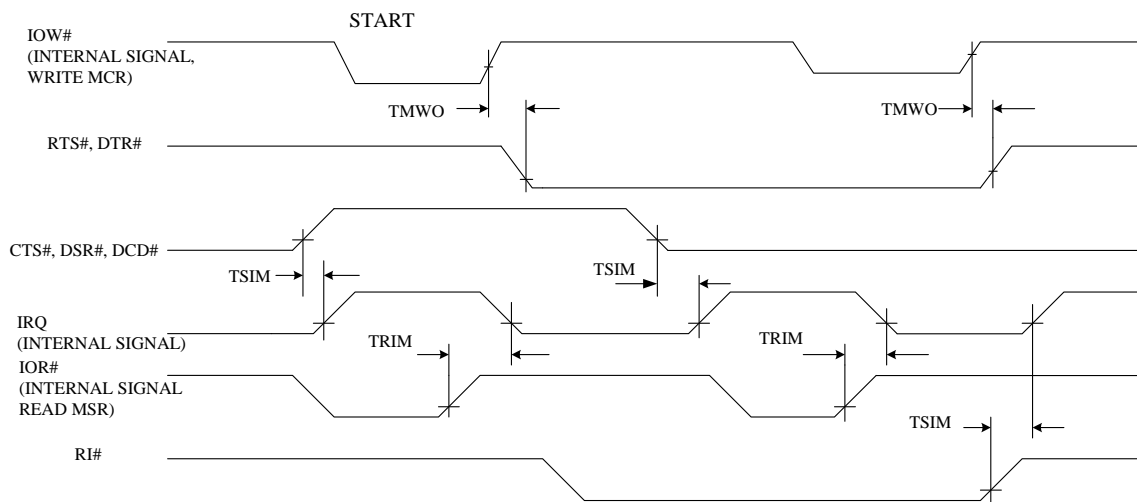 START
IOW#
(INTERNAL SIGNAL,
WRITE MCR)
TMWO
TMWO
RTS#, DTR#
CTS#, DSR#, DCD#
TSIM
TSIM
IRQ
(INTERNAL SIGNAL)
TRIM
TRIM
IOR#
(INTERNAL SIGNAL
READ MSR)
TSIM
RI#